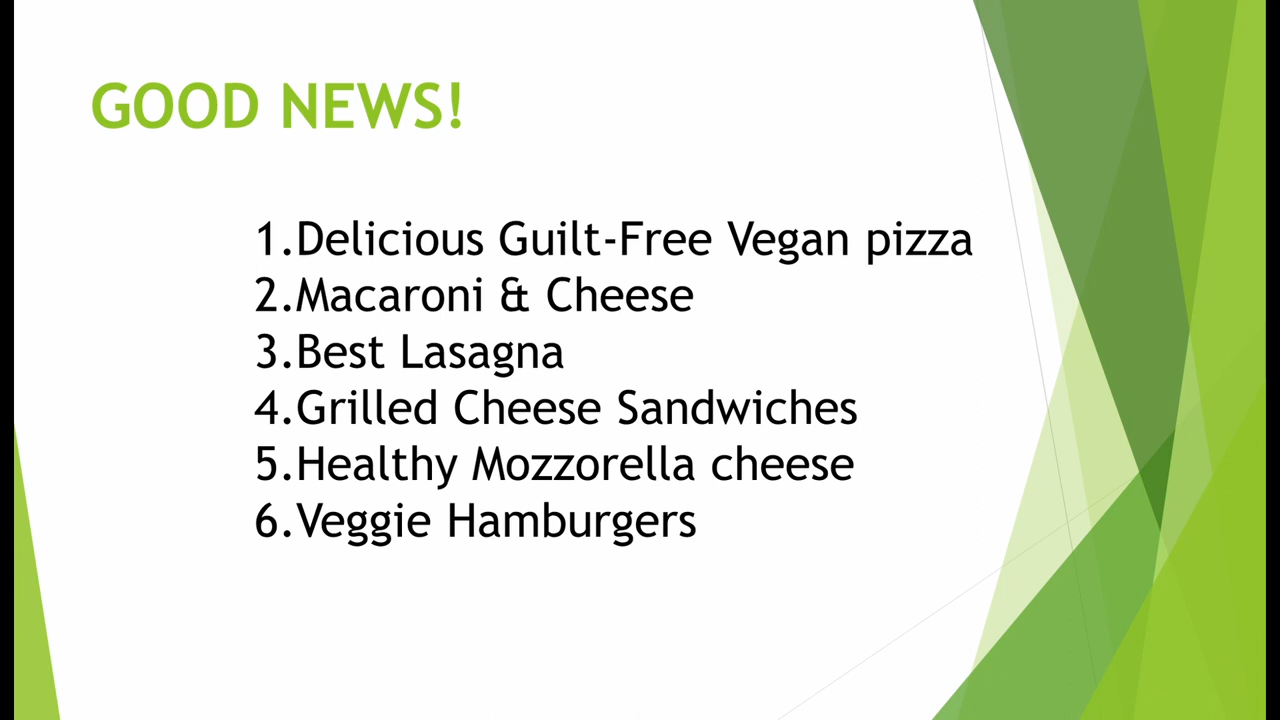 GOOD NEWS!
1.Delicious Guilt-Free Vegan pizza
2.Macaroni & Cheese
3.Best Lasagna
4.Grilled Cheese Sandwiches
5.Healthy Mozzorella cheese
6.Veggie Hamburgers